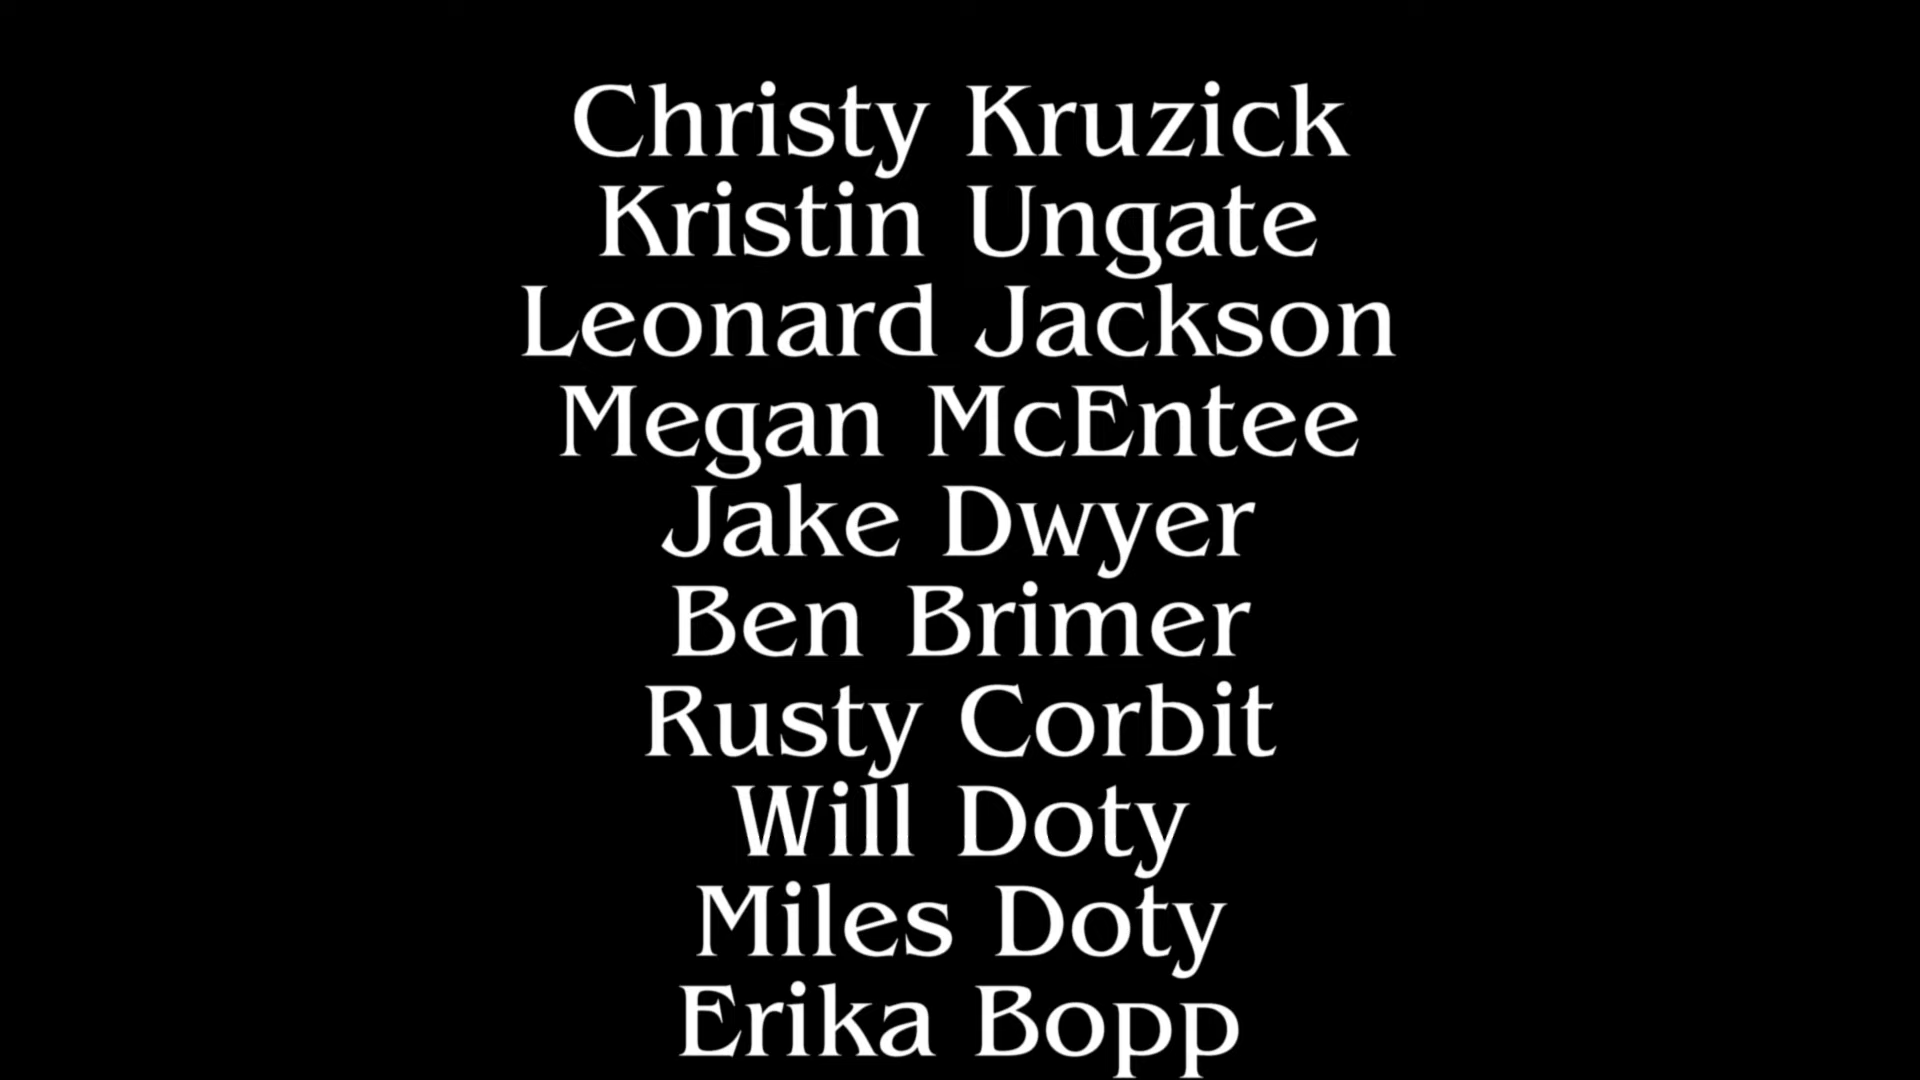 Christy Kruzick
Kristin Ungate
Leonard Jackson
Megan McEntee
Jake Dwyer
Ben Brimer
Rusty Corbit
Will Doty
Miles Doty
Erika Bopp